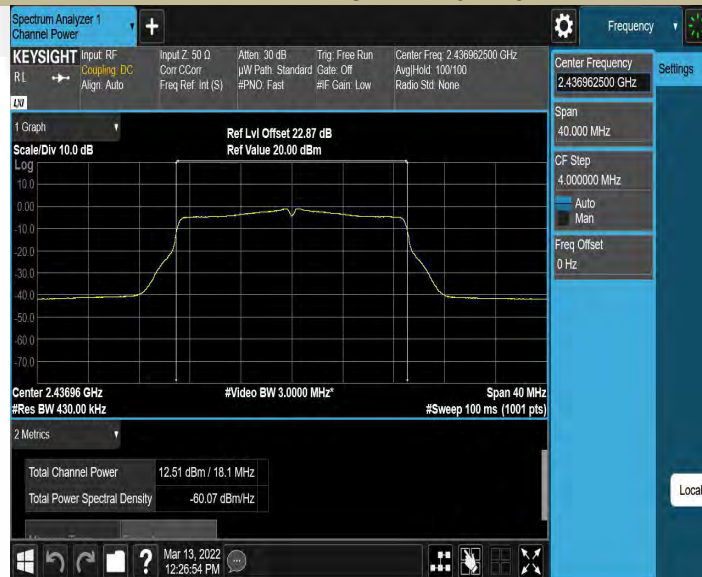 Spectrum Analyzer 1
Channel Power
Frequency
KEYSIGHT
R L
LXI
Input: RF
Coupling: DC
Align: Auto
Input Z: 50 Ω
Corr CCorr
Freq Ref: Int (S)
Atten: 30 dB
µW Path: Standard
#PNO: Fast
Trig: Free Run
Gate: Off
#IF Gain: Low
Center Freq: 2.436962500 GHz
Avg|Hold: 100/100
Radio Std: None
Center Frequency
2.436962500 GHz
Settings
Span
40.000 MHz
CF Step
4.000000 MHz
Auto
Man
Freq Offset
0 Hz
Local
1 Graph
Scale/Div 10.0 dB
Ref Lvl Offset 22.87 dB
Ref Value 20.00 dBm
Log
10.0
0.00
-10.0
-20.0
-30.0
-40.0
-50.0
-60.0
-70.0
Center 2.43696 GHz
#Res BW 430.00 kHz
#Video BW 3.0000 MHz*
Span 40 MHz
#Sweep 100 ms (1001 pts)
2 Metrics
Total Channel Power 12.51 dBm / 18.1 MHz
Total Power Spectral Density -60.07 dBm/Hz
?
Mar 13, 2022
12:26:54 PM